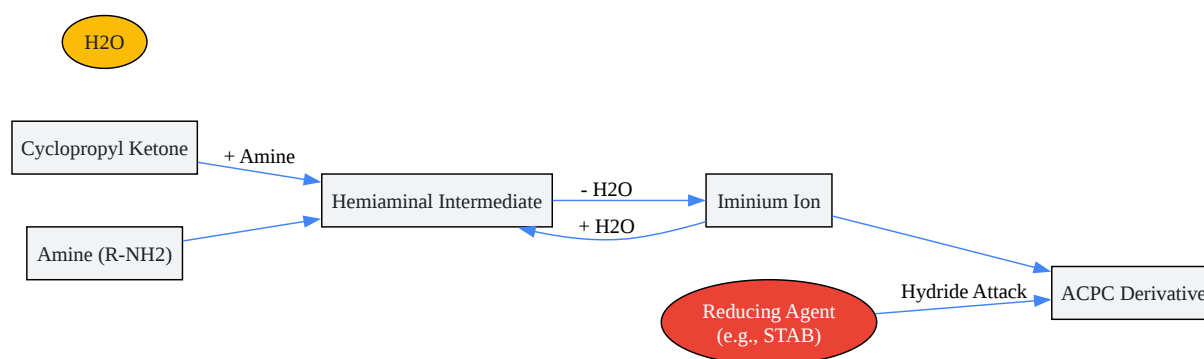 H2O
Cyclopropyl Ketone
+ Amine
Amine (R-NH2)
Hemiaminal Intermediate
- H2O
+ H2O
Iminium Ion
Reducing Agent
(e.g., STAB)
Hydride Attack
ACPC Derivative